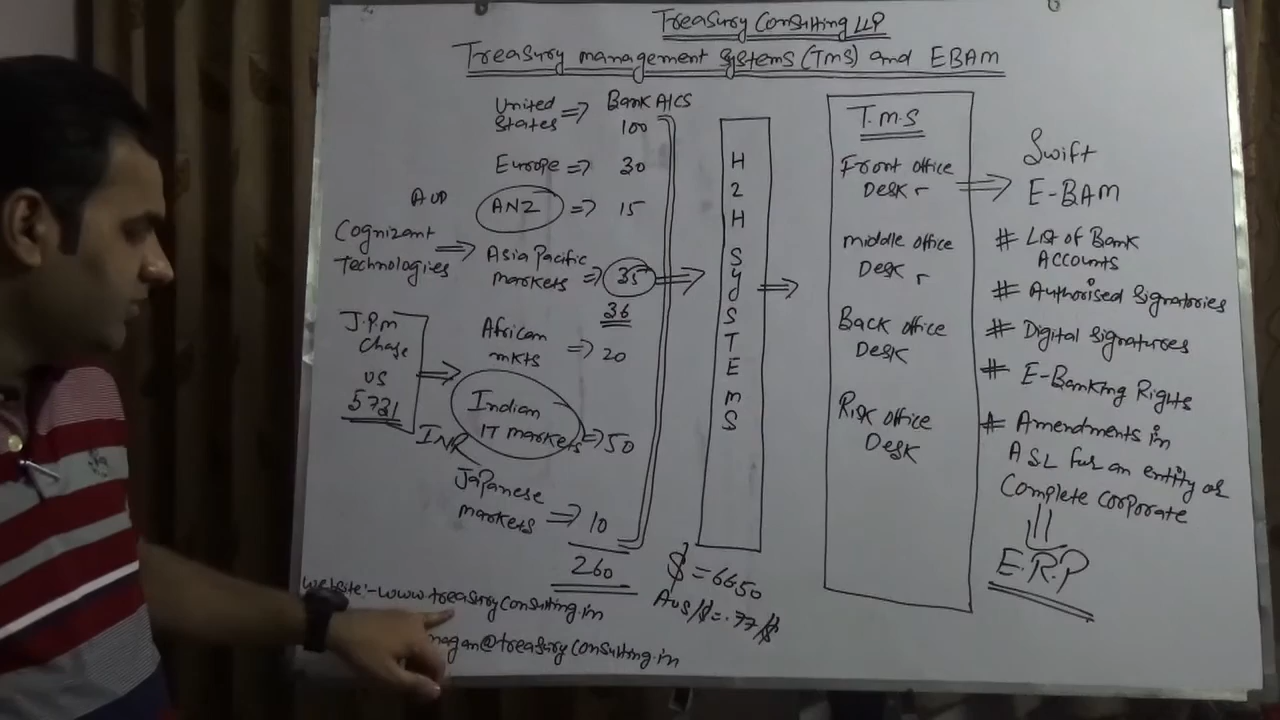 Treasury Consulting LLP
Treasury management Systems (TMS) and EBAM
Bank A/CS
United States => 100
Europe => 30
AUD
ANZ => 15
Cognizant Technologies => Asia Pacific markets => 35
36
African mkts => 20
J.P.M Chase US 5731 => Indian IT markets => 50
INR
Japanese markets => 10
260
H2H SYSTEMS
$ = 6650
AUS/$ = .77/$
T.M.S
Front office
Desk
Middle office
Desk
Back office
Desk
Risk office
Desk
Swift
E-BAM
# List of Bank
Accounts
# Authorised Signatories
# Digital Signatures
# E-Banking Rights
# Amendments in
ASL for an entity or
Complete Corporate
E.R.P
website:-www.treasuryconsulting.in
@treasuryconsulting.in